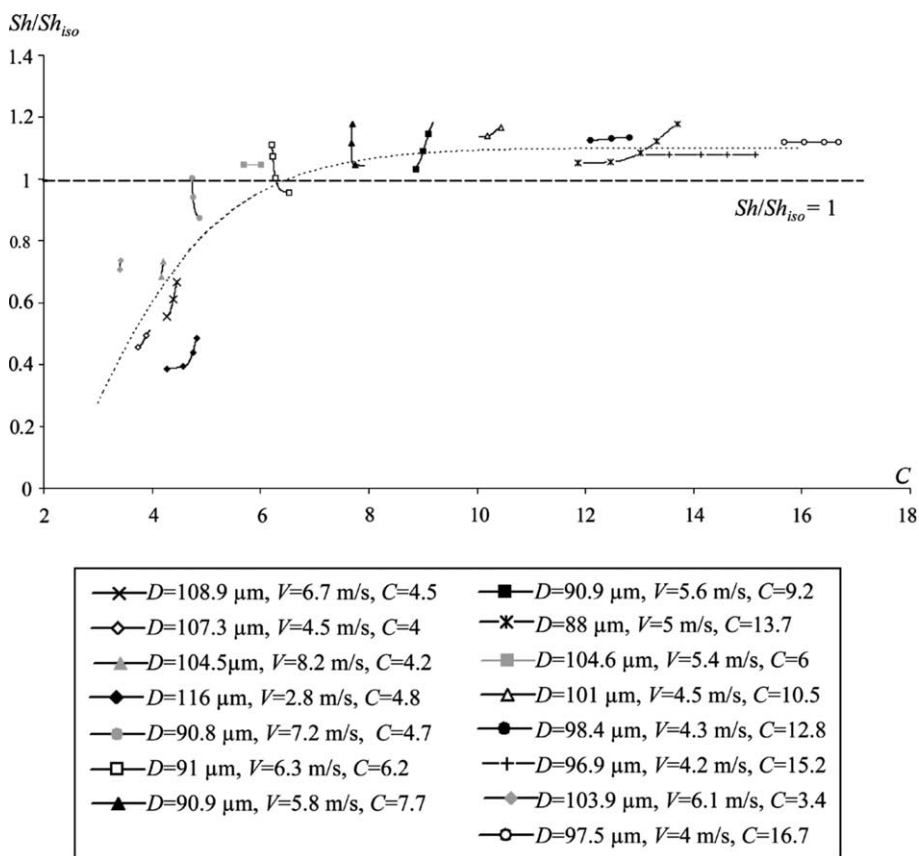 Sh/Shiso
1.4
1.2
1
0.8
0.6
0.4
0.2
0
Sh/Shiso = 1
C
2 4 6 8 10 12 14 16 18
D=108.9 µm, V=6.7 m/s, C=4.5
D=107.3 µm, V=4.5 m/s, C=4
D=104.5µm, V=8.2 m/s, C=4.2
D=116 µm, V=2.8 m/s, C=4.8
D=90.8 µm, V=7.2 m/s, C=4.7
D=91 µm, V=6.3 m/s, C=6.2
D=90.9 µm, V=5.8 m/s, C=7.7
D=90.9 µm, V=5.6 m/s, C=9.2
D=88 µm, V=5 m/s, C=13.7
D=104.6 µm, V=5.4 m/s, C=6
D=101 µm, V=4.5 m/s, C=10.5
D=98.4 µm, V=4.3 m/s, C=12.8
D=96.9 µm, V=4.2 m/s, C=15.2
D=103.9 µm, V=6.1 m/s, C=3.4
D=97.5 µm, V=4 m/s, C=16.7